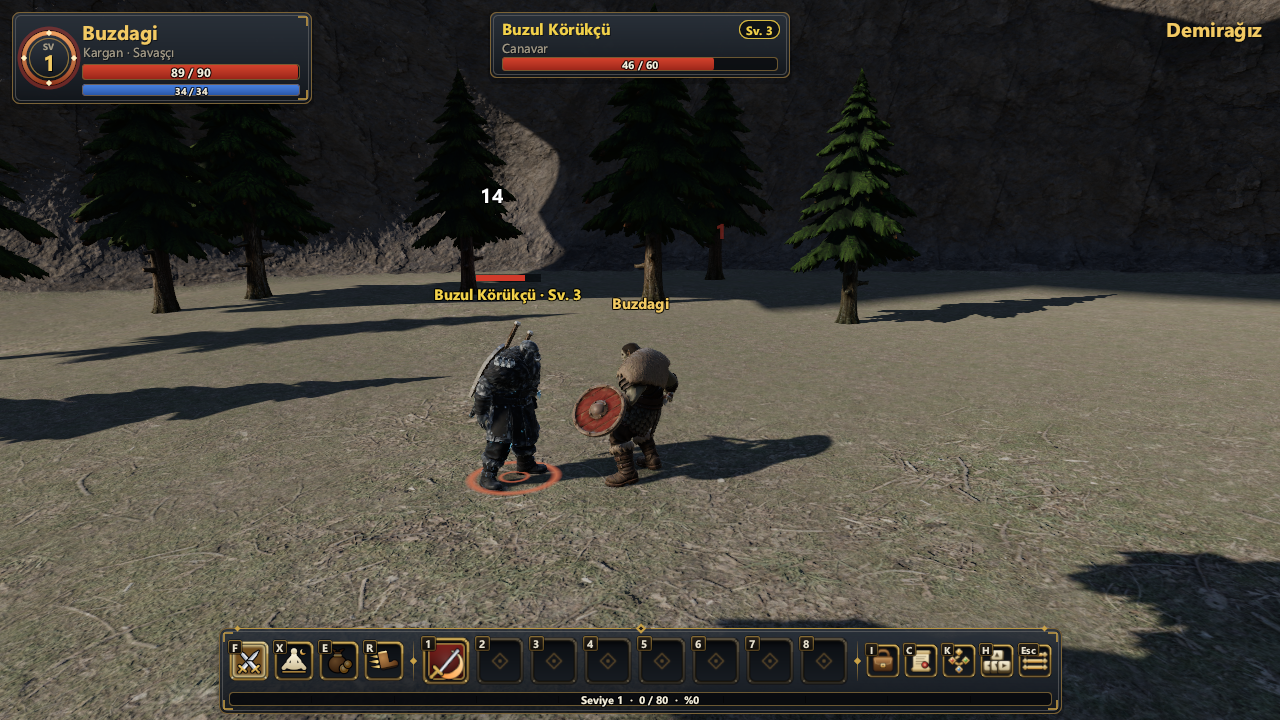 Buzdagi
SV
1
Kargan · Savaşçı
89 / 90
34 / 34
Buzul Körükçü
Sv. 3
Canavar
46 / 60
Demirağız
14
1
Buzul Körükçü · Sv. 3
Buzdagi
F
X
E
R
1
2
3
4
5
6
7
8
I
C
K
H
Esc
Seviye 1 · 0 / 80 · %0